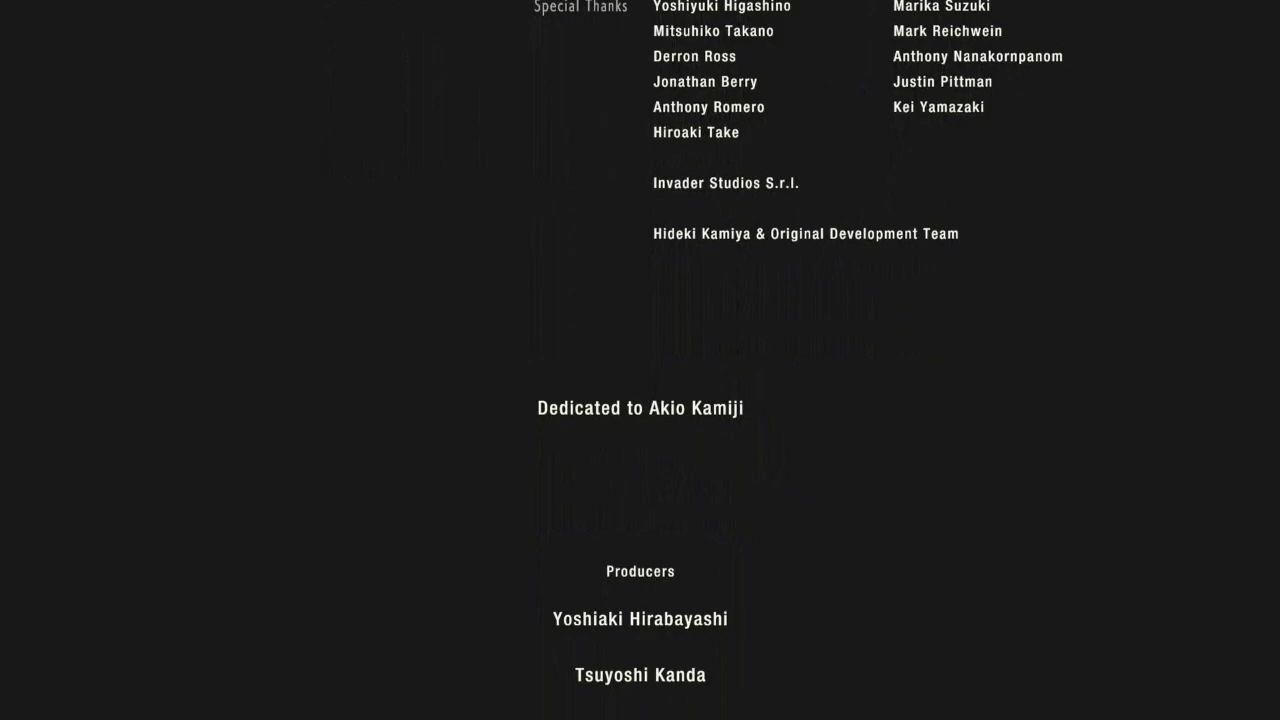 Special Thanks Yoshiyuki Higashino Marika Suzuki
Mitsuhiko Takano Mark Reichwein
Derron Ross Anthony Nanakornpanom
Jonathan Berry Justin Pittman
Anthony Romero Kei Yamazaki
Hiroaki Take
Invader Studios S.r.l.
Hideki Kamiya & Original Development Team
Dedicated to Akio Kamiji
Producers
Yoshiaki Hirabayashi
Tsuyoshi Kanda